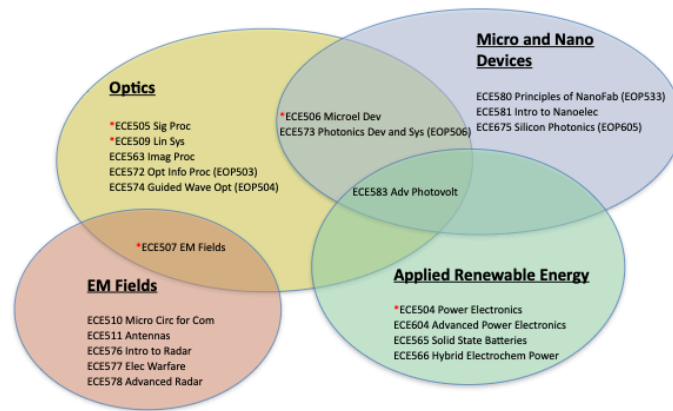 Optics
*ECE505 Sig Proc
*ECE509 Lin Sys
ECE563 Imag Proc
ECE572 Opt Info Proc (EOP503)
ECE574 Guided Wave Opt (EOP504)
*ECE506 Microel Dev
ECE573 Photonics Dev and Sys (EOP506)
Micro and Nano
Devices
ECE580 Principles of NanoFab (EOP533)
ECE581 Intro to Nanoelec
ECE675 Silicon Photonics (EOP605)
ECE583 Adv Photovolt
*ECE507 EM Fields
EM Fields
ECE510 Micro Circ for Com
ECE511 Antennas
ECE576 Intro to Radar
ECE577 Elec Warfare
ECE578 Advanced Radar
Applied Renewable Energy
*ECE504 Power Electronics
ECE604 Advanced Power Electronics
ECE565 Solid State Batteries
ECE566 Hybrid Electrochem Power